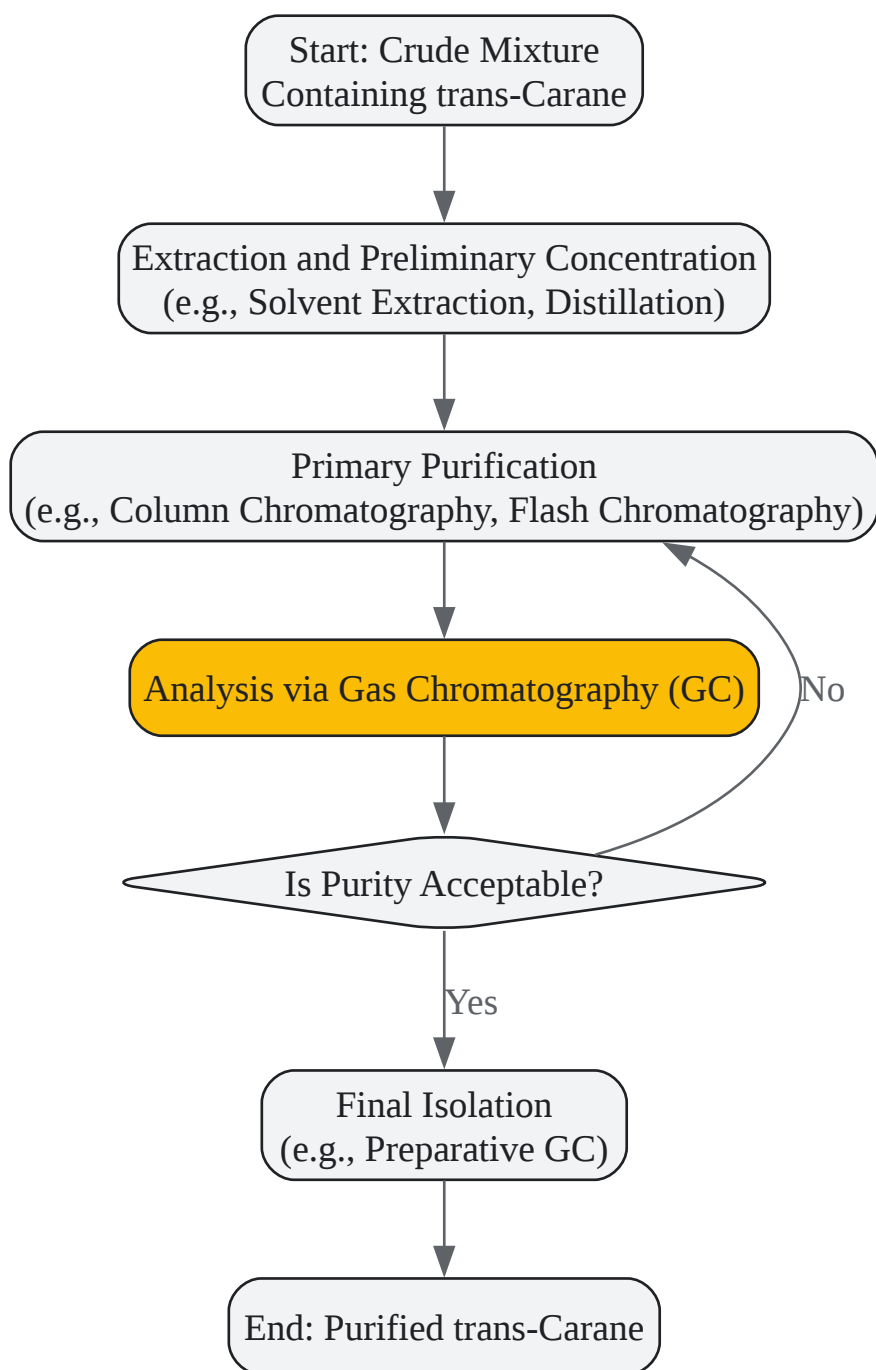 Start: Crude Mixture
Containing trans-Carane
Extraction and Preliminary Concentration
(e.g., Solvent Extraction, Distillation)
Primary Purification
(e.g., Column Chromatography, Flash Chromatography)
Analysis via Gas Chromatography (GC)
No
Is Purity Acceptable?
Yes
Final Isolation
(e.g., Preparative GC)
End: Purified trans-Carane